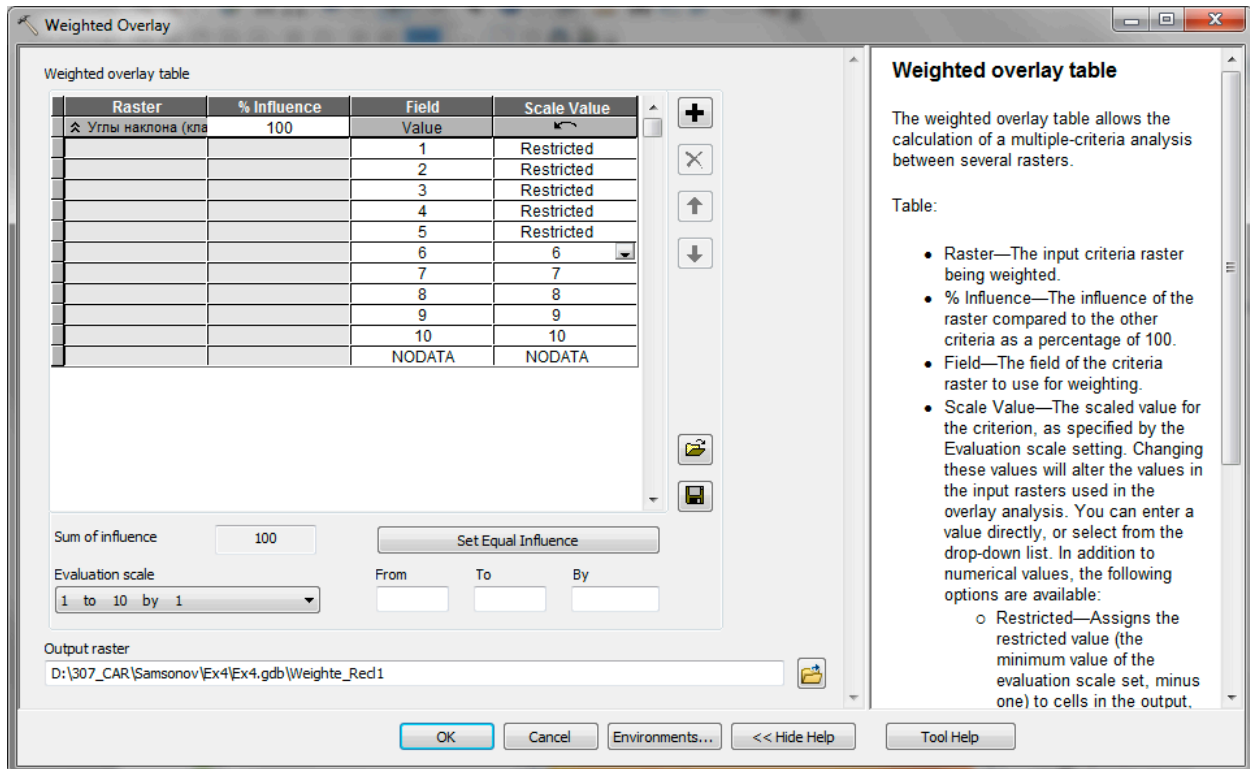 Weighted Overlay
Weighted overlay table
Raster % Influence Field Scale Value
Углы наклона (кла 100 Value
1 Restricted
2 Restricted
3 Restricted
4 Restricted
5 Restricted
6 6
7 7
8 8
9 9
10 10
NODATA NODATA
Sum of influence 100 Set Equal Influence
Evaluation scale From To By
1 to 10 by 1
Output raster
D:\307_CAR\Samsonov\Ex4\Ex4.gdb\Weighte_Recl1
OK Cancel Environments... << Hide Help Tool Help
Weighted overlay table
The weighted overlay table allows the
calculation of a multiple-criteria analysis
between several rasters.
Table:
• Raster—The input criteria raster
being weighted.
• % Influence—The influence of the
raster compared to the other
criteria as a percentage of 100.
• Field—The field of the criteria
raster to use for weighting.
• Scale Value—The scaled value for
the criterion, as specified by the
Evaluation scale setting. Changing
these values will alter the values in
the input rasters used in the
overlay analysis. You can enter a
value directly, or select from the
drop-down list. In addition to
numerical values, the following
options are available:
○ Restricted—Assigns the
restricted value (the
minimum value of the
evaluation scale set, minus
one) to cells in the output,